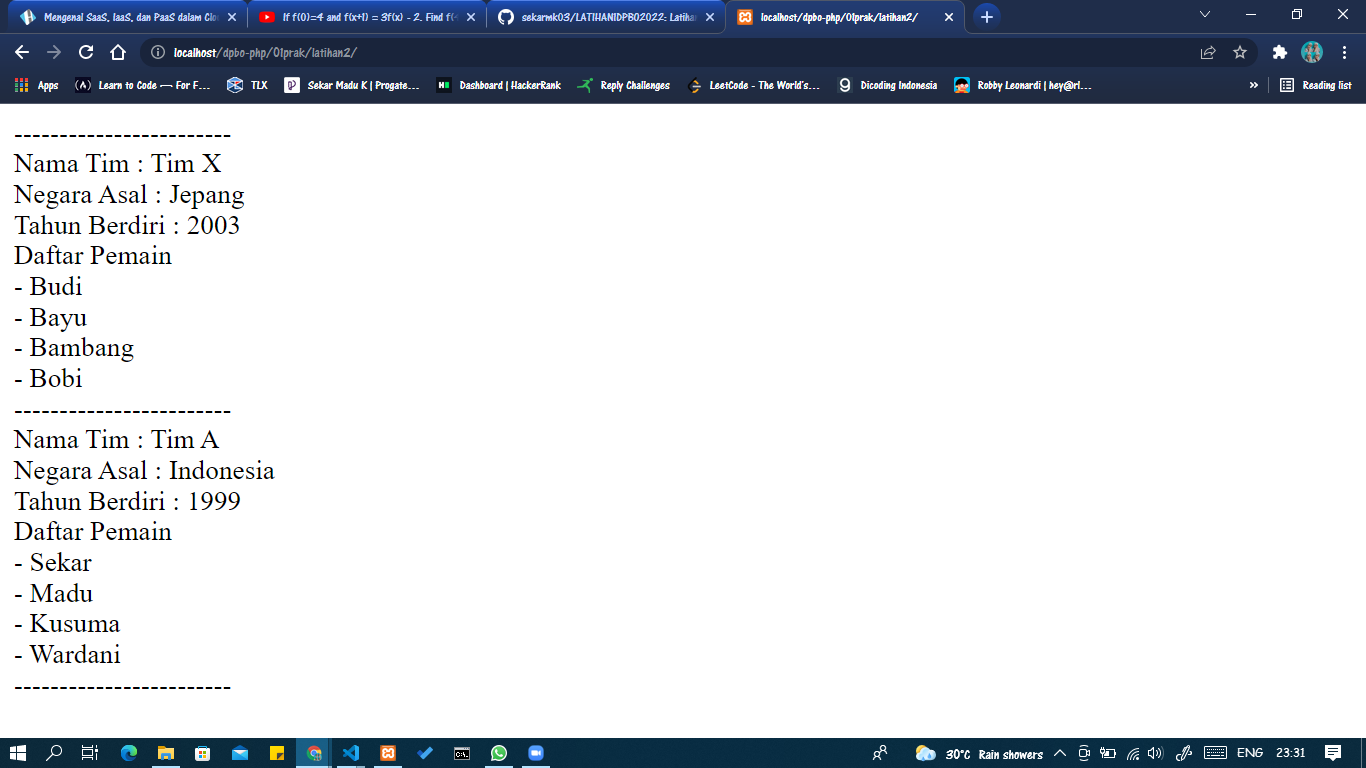 Mengenal SaaS, IaaS, dan PaaS dalam Clo
If f(0)=4 and f(x+1) = 3f(x) - 2. Find f(
sekarmk03/LATIHAN1DPBO2022: Latihan
localhost/dpbo-php/01prak/latihan2/
localhost/dpbo-php/01prak/latihan2/
Apps
Learn to Code — For F...
TLX
Sekar Madu K | Progate...
Dashboard | HackerRank
Reply Challenges
LeetCode - The World's...
Dicoding Indonesia
Robby Leonardi | hey@rl...
»
Reading list
------------------------
Nama Tim : Tim X
Negara Asal : Jepang
Tahun Berdiri : 2003
Daftar Pemain
- Budi
- Bayu
- Bambang
- Bobi
------------------------
Nama Tim : Tim A
Negara Asal : Indonesia
Tahun Berdiri : 1999
Daftar Pemain
- Sekar
- Madu
- Kusuma
- Wardani
------------------------
30°C Rain showers
ENG
23:31